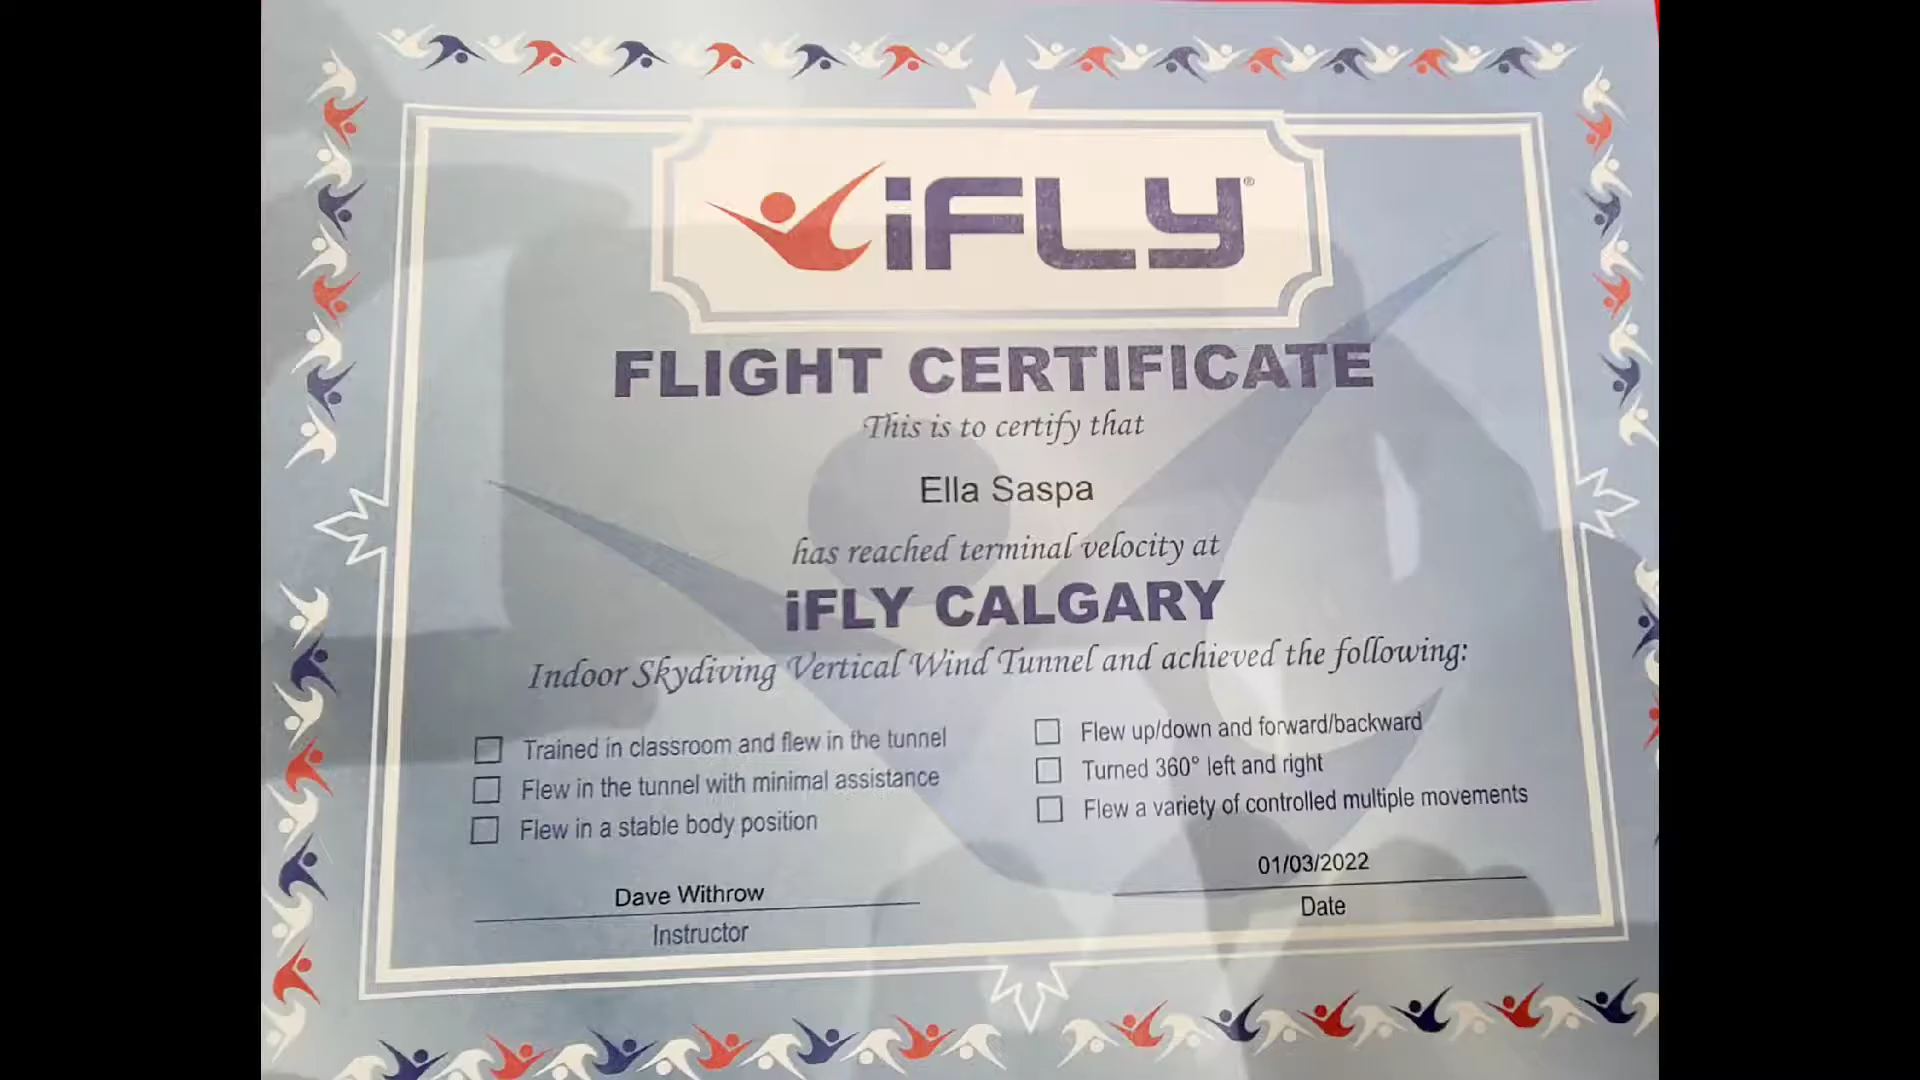 iFLY®
FLIGHT CERTIFICATE
This is to certify that
Ella Saspa
has reached terminal velocity at
iFLY CALGARY
Indoor Skydiving Vertical Wind Tunnel and achieved the following:
Trained in classroom and flew in the tunnel
Flew in the tunnel with minimal assistance
Flew in a stable body position
Flew up/down and forward/backward
Turned 360° left and right
Flew a variety of controlled multiple movements
Dave Withrow
Instructor
01/03/2022
Date